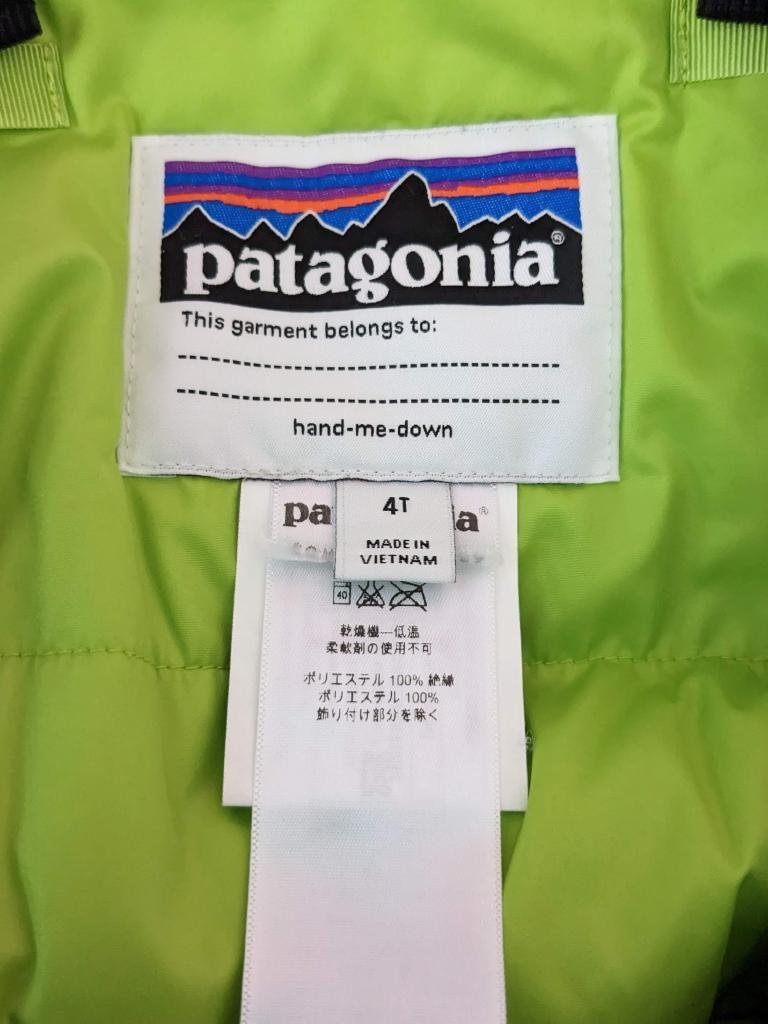 patagonia®
This garment belongs to:
hand-me-down
4T
MADE IN
VIETNAM
pa
a®
40
乾燥機—低温
柔軟剤の使用不可
ポリエステル 100% 絶縁
ポリエステル 100%
飾り付け部分を除く